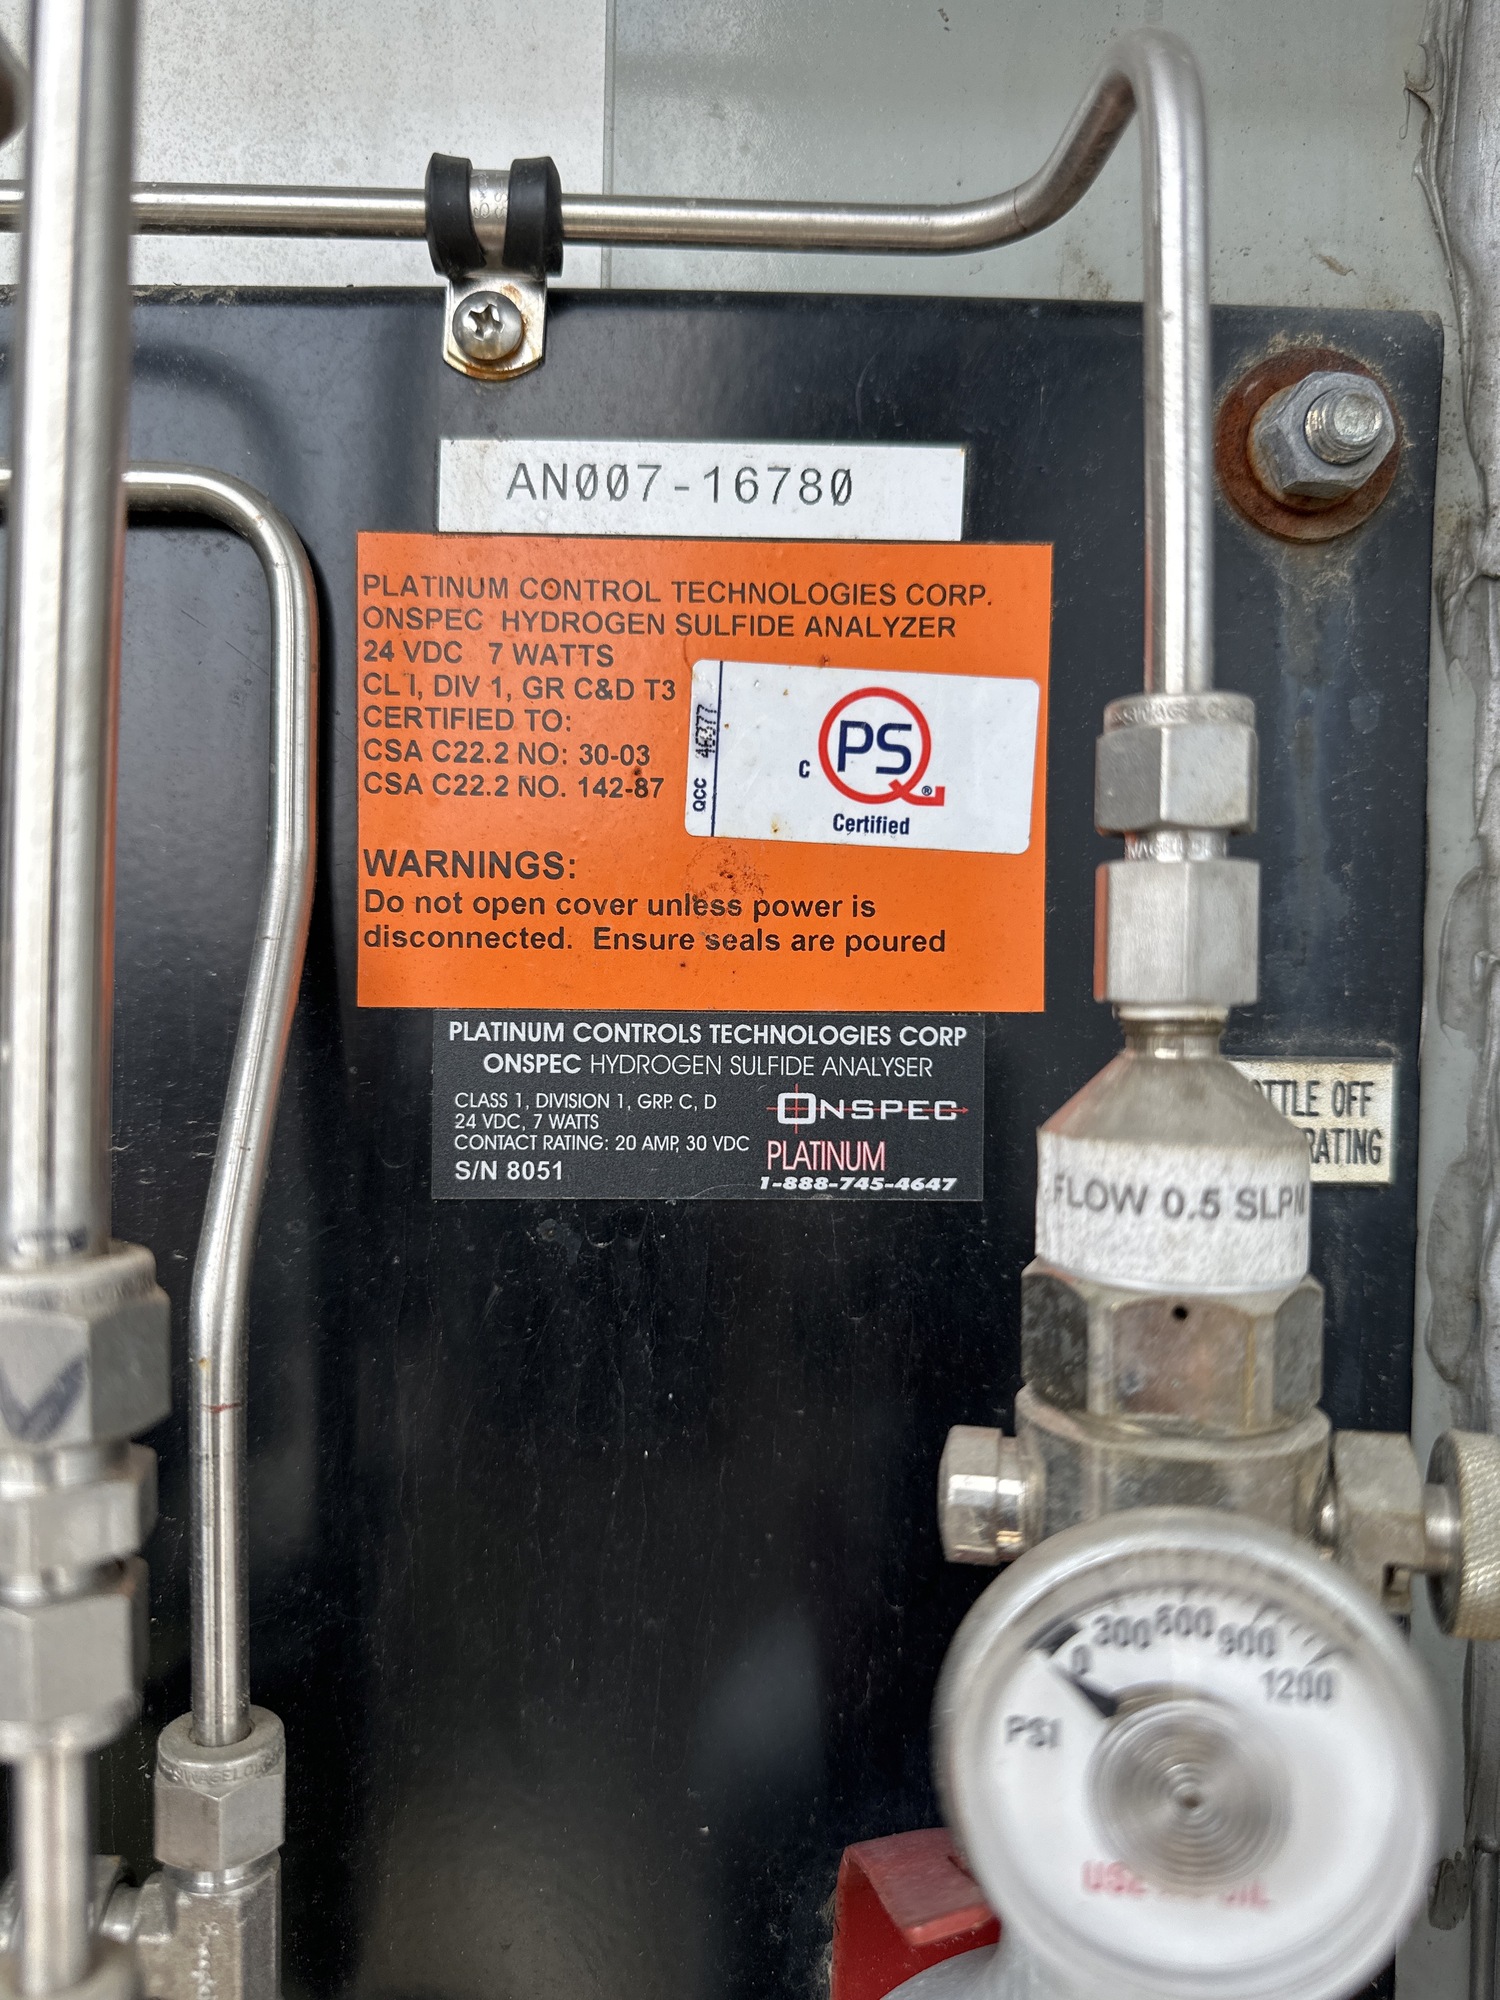 AN007-16780
PLATINUM CONTROL TECHNOLOGIES CORP.
ONSPEC HYDROGEN SULFIDE ANALYZER
24 VDC 7 WATTS
CL I, DIV 1, GR C&D T3
CERTIFIED TO:
CSA C22.2 NO: 30-03
CSA C22.2 NO. 142-87
QCC 46377
C PSQ®
Certified
WARNINGS:
Do not open cover unless power is
disconnected. Ensure seals are poured
PLATINUM CONTROLS TECHNOLOGIES CORP
ONSPEC HYDROGEN SULFIDE ANALYSER
CLASS 1, DIVISION 1, GRP. C, D
24 VDC, 7 WATTS
CONTACT RATING: 20 AMP, 30 VDC
S/N 8051
ONSPEC
PLATINUM
1-888-745-4647
OFF
FLOW 0.5 SLPM
0 300 600 900 1200
PSI
SWAGELOK